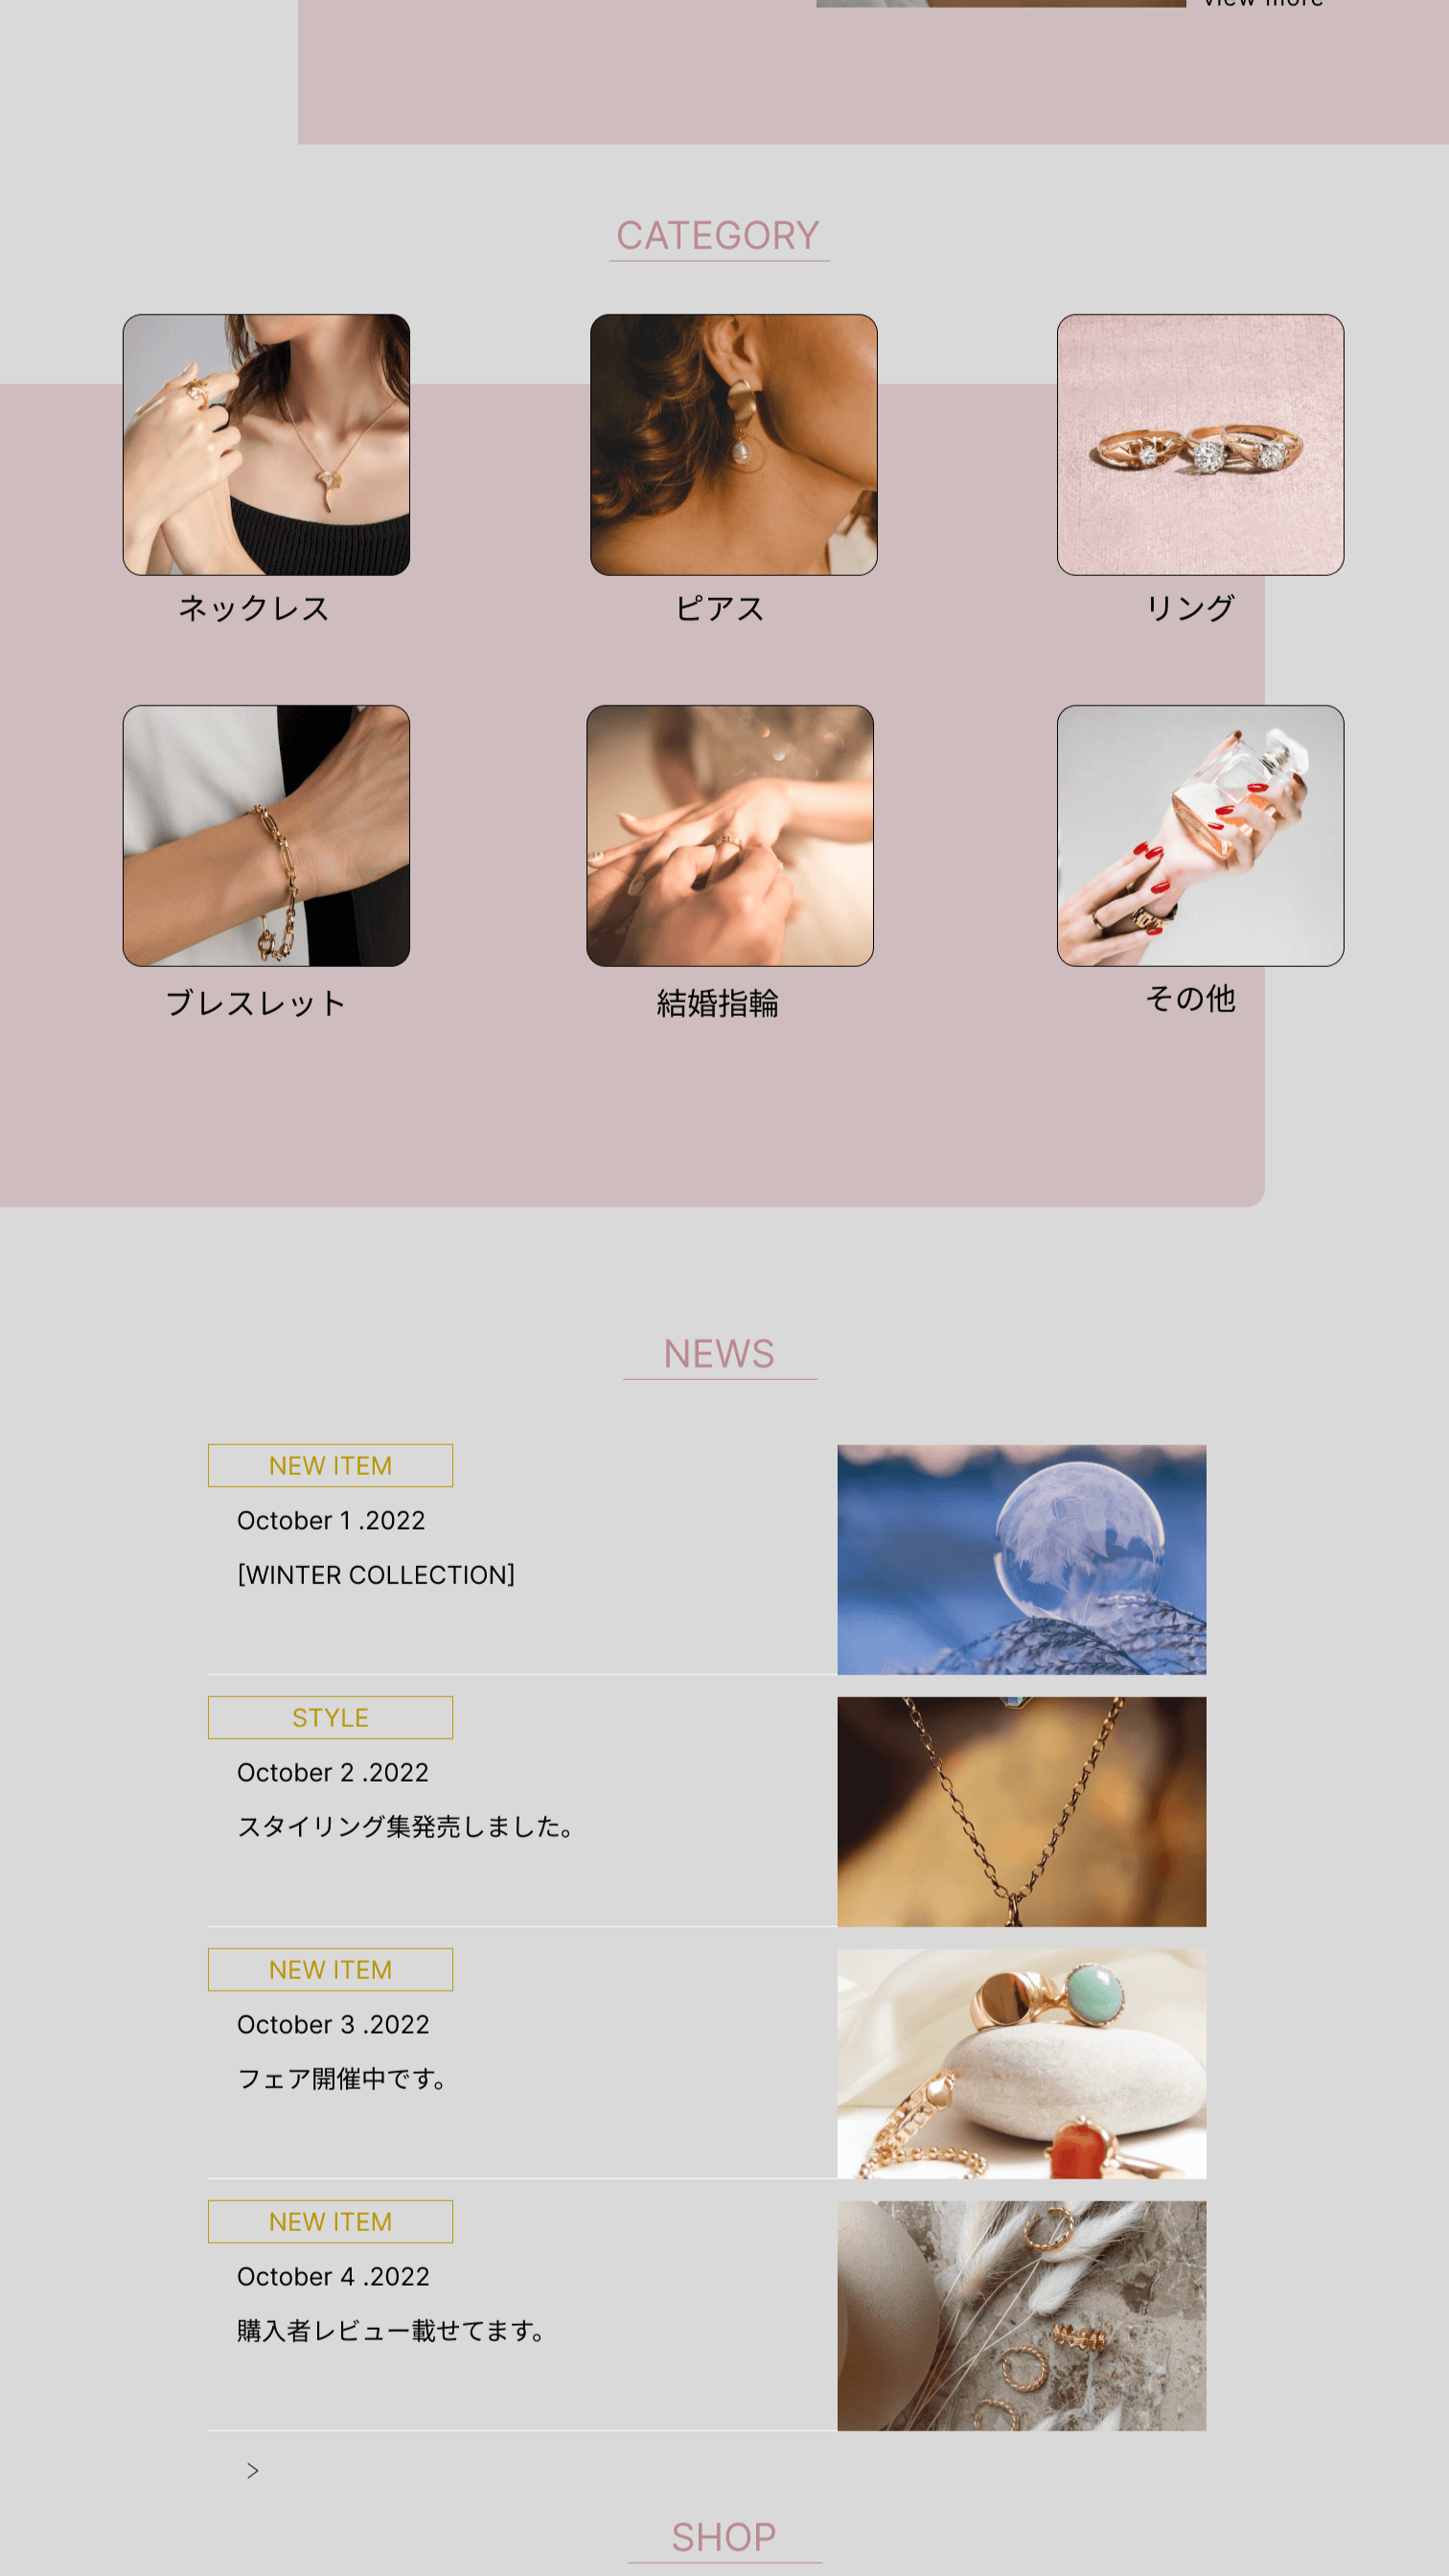 view more
CATEGORY
ネックレス
ピアス
リング
ブレスレット
結婚指輪
その他
NEWS
NEW ITEM
October 1 .2022
[WINTER COLLECTION]
STYLE
October 2 .2022
スタイリング集発売しました。
NEW ITEM
October 3 .2022
フェア開催中です。
NEW ITEM
October 4 .2022
購入者レビュー載せてます。
>
SHOP